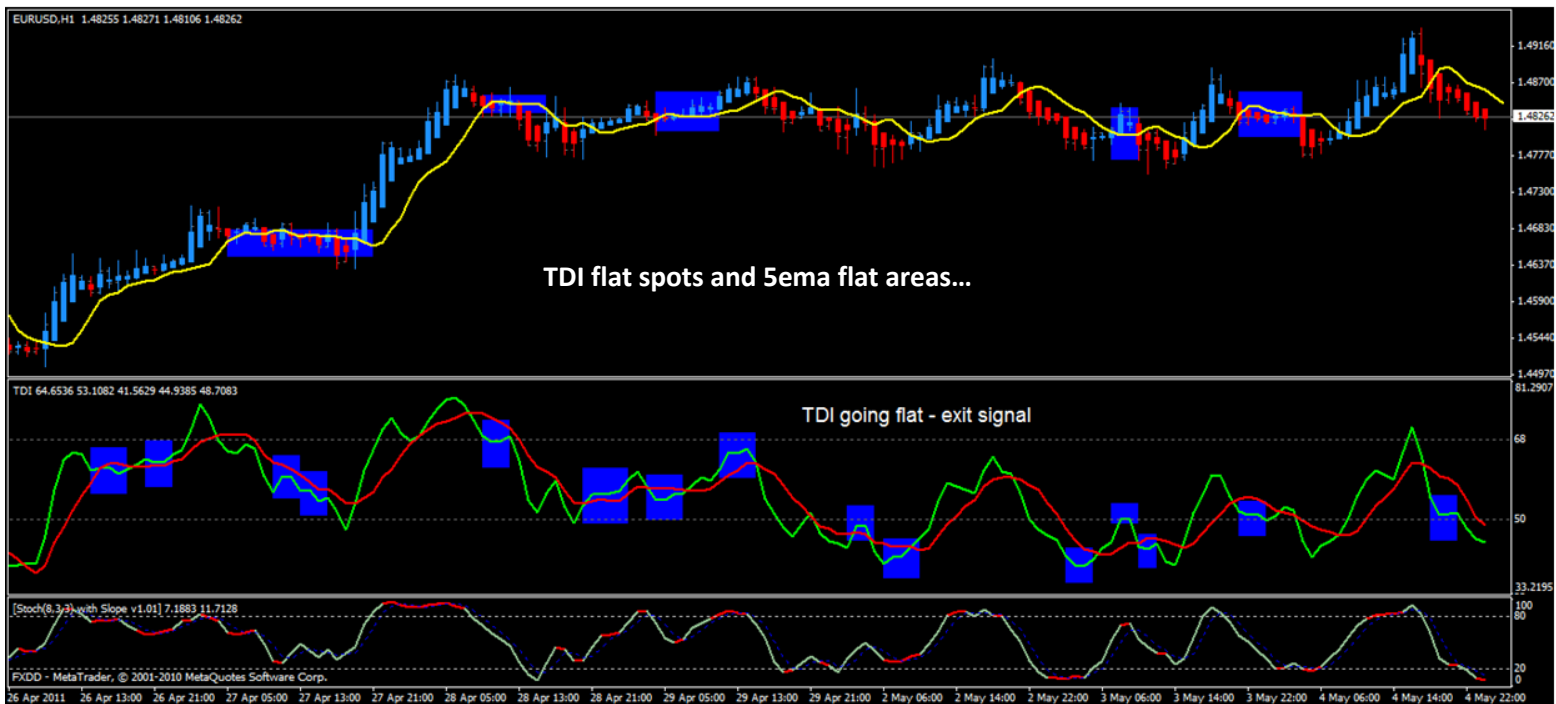 EURUSD,H1 1.48255 1.48271 1.48106 1.48262
1.49160
1.48700
1.48262
1.47770
1.47300
1.46830
1.46370
1.45900
1.45440
1.44970
TDI flat spots and 5ema flat areas…
TDI 64.6536 53.1082 41.5629 44.9385 48.7083
81.2907
TDI going flat - exit signal
68
50
33.2195
[Stoch(8,3,3) with Slope v1.01] 7.1883 11.7128
100
80
20
0
FXDD - MetaTrader, © 2001-2010 MetaQuotes Software Corp.
26 Apr 2011 26 Apr 13:00 26 Apr 22:00 27 Apr 05:00 27 Apr 13:00 27 Apr 21:00 28 Apr 05:00 28 Apr 13:00 28 Apr 21:00 29 Apr 05:00 29 Apr 13:00 29 Apr 21:00 2 May 06:00 2 May 14:00 2 May 22:00 3 May 06:00 3 May 14:00 3 May 22:00 4 May 06:00 4 May 14:00 4 May 22:00